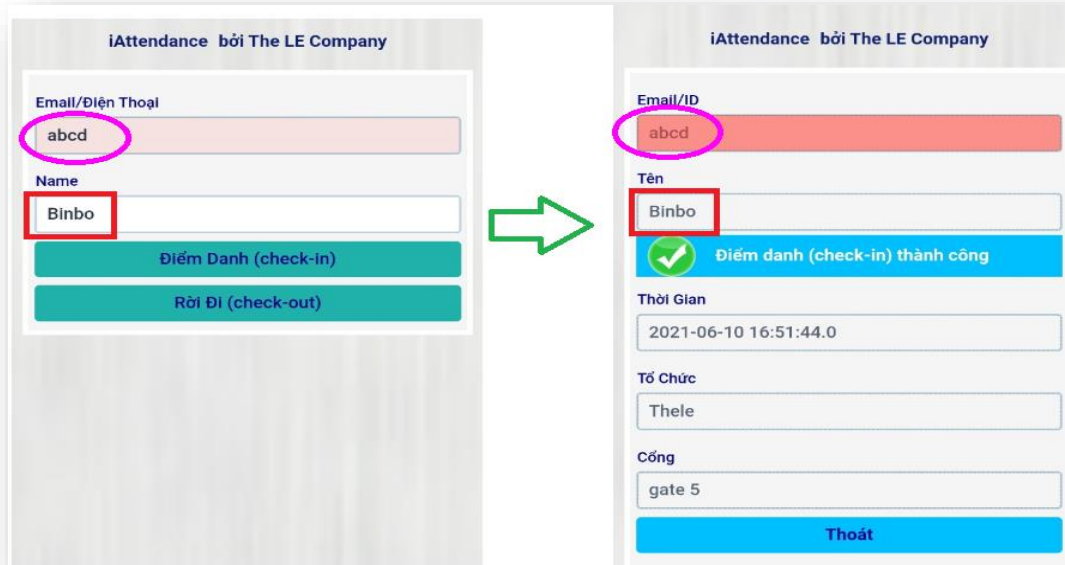 iAttendance bởi The LE Company
Email/Điện Thoại
abcd
Name
Binbo
Điểm Danh (check-in)
Rời Đi (check-out)
iAttendance bởi The LE Company
Email/ID
abcd
Tên
Binbo
Điểm danh (check-in) thành công
Thời Gian
2021-06-10 16:51:44.0
Tổ Chức
Thele
Cổng
gate 5
Thoát